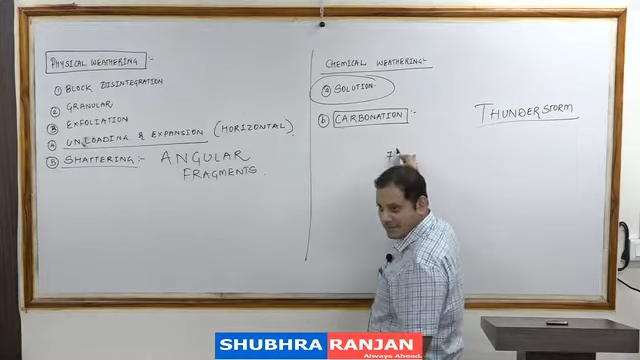 PHYSICAL WEATHERING :-
① BLOCK DISINTEGRATION
② GRANULAR
③ EXFOLIATION
④ UNLOADING & EXPANSION (HORIZONTAL)
⑤ SHATTERING :- ANGULAR
FRAGMENTS.
CHEMICAL WEATHERING:-
ⓐ SOLUTION-
ⓑ CARBONATION :-
THUNDERSTORM
SHUBHRA RANJAN
Always Ahead.